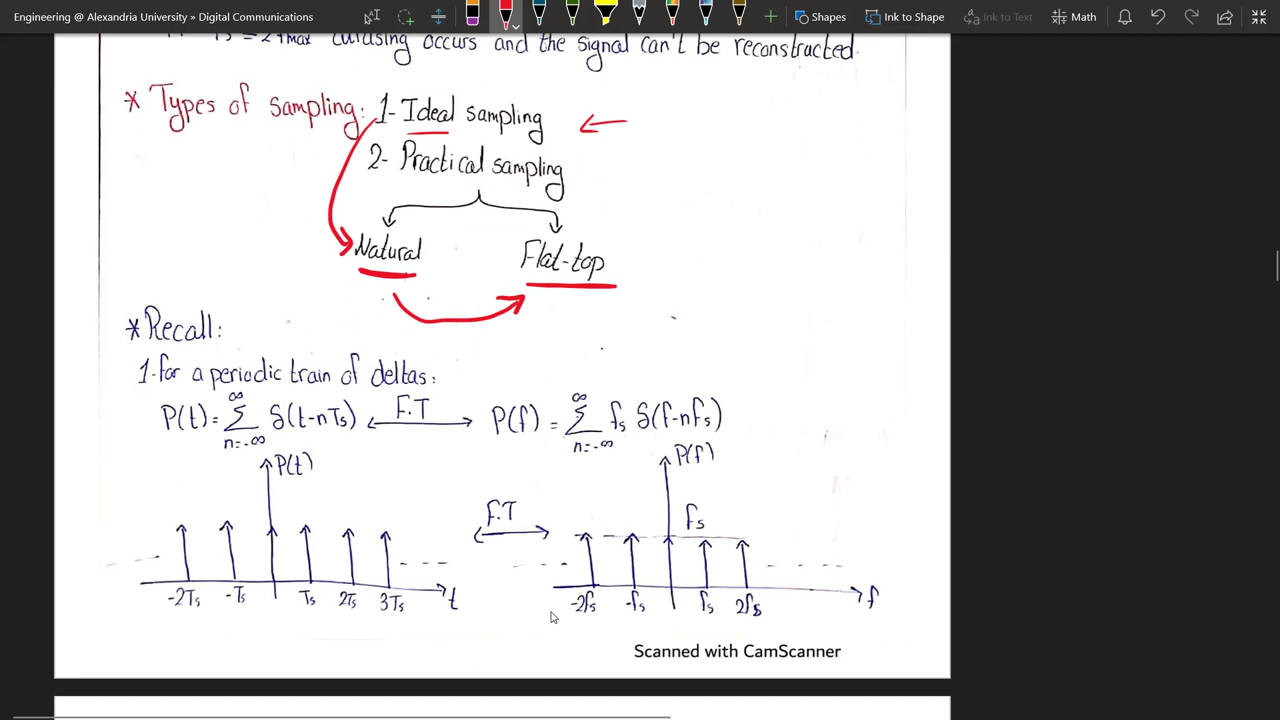 Engineering @ Alexandria University » Digital Communications
Shapes
Ink to Shape
Ink to Text
Math
occurs and the signal can't be reconstructed.
* Types of sampling: 1- Ideal sampling
2- Practical sampling
Natural
Flat-top
* Recall:
1- for a periodic train of deltas:
P(t) = ∑ δ(t-nTs) F.T P(f) = ∑ fs δ(f-nfs)
∞ ∞
n=-∞ n=-∞
P(t) P(f)
F.T fs
-2Ts -Ts Ts 2Ts 3Ts t -2fs -fs fs 2fs f
Scanned with CamScanner